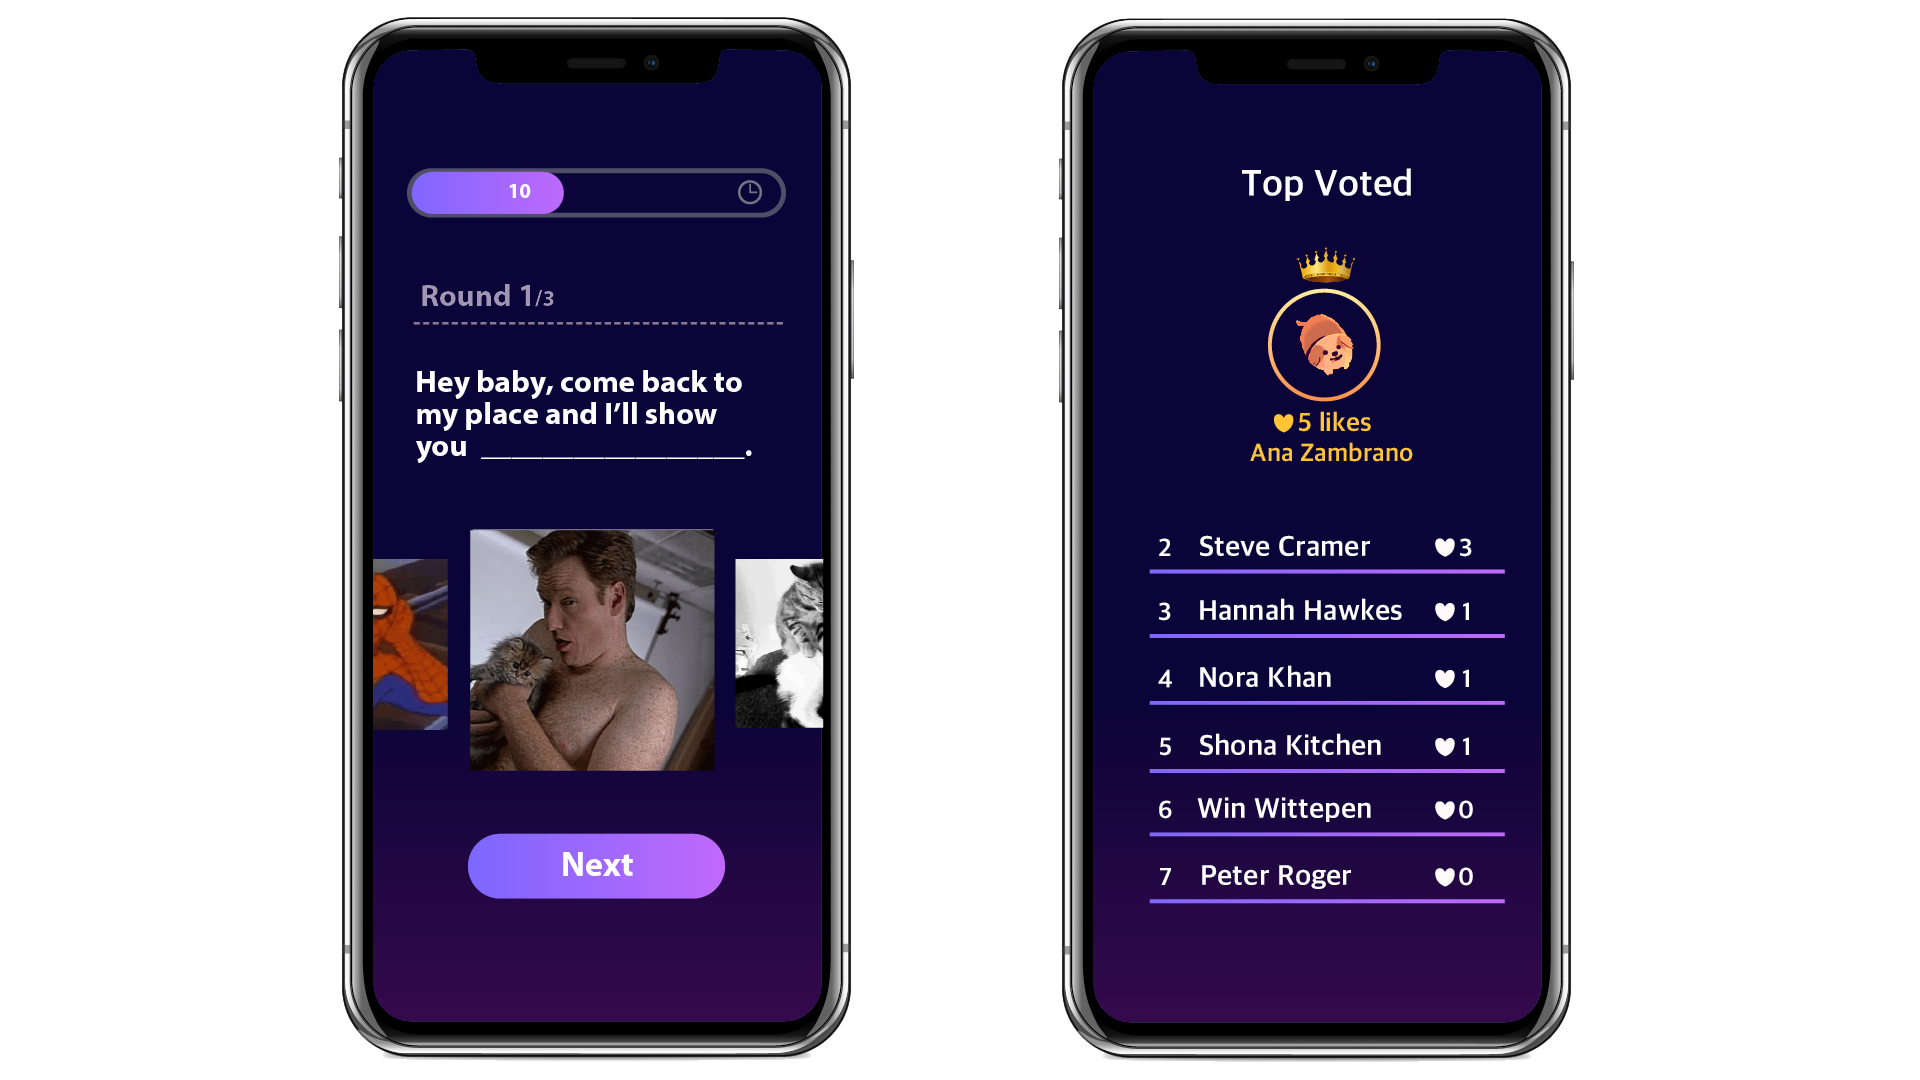 10
Round 1/3
Hey baby, come back to
my place and I’ll show
you ___________________.
Next
Top Voted
5 likes
Ana Zambrano
2 Steve Cramer 3
3 Hannah Hawkes 1
4 Nora Khan 1
5 Shona Kitchen 1
6 Win Wittepen 0
7 Peter Roger 0